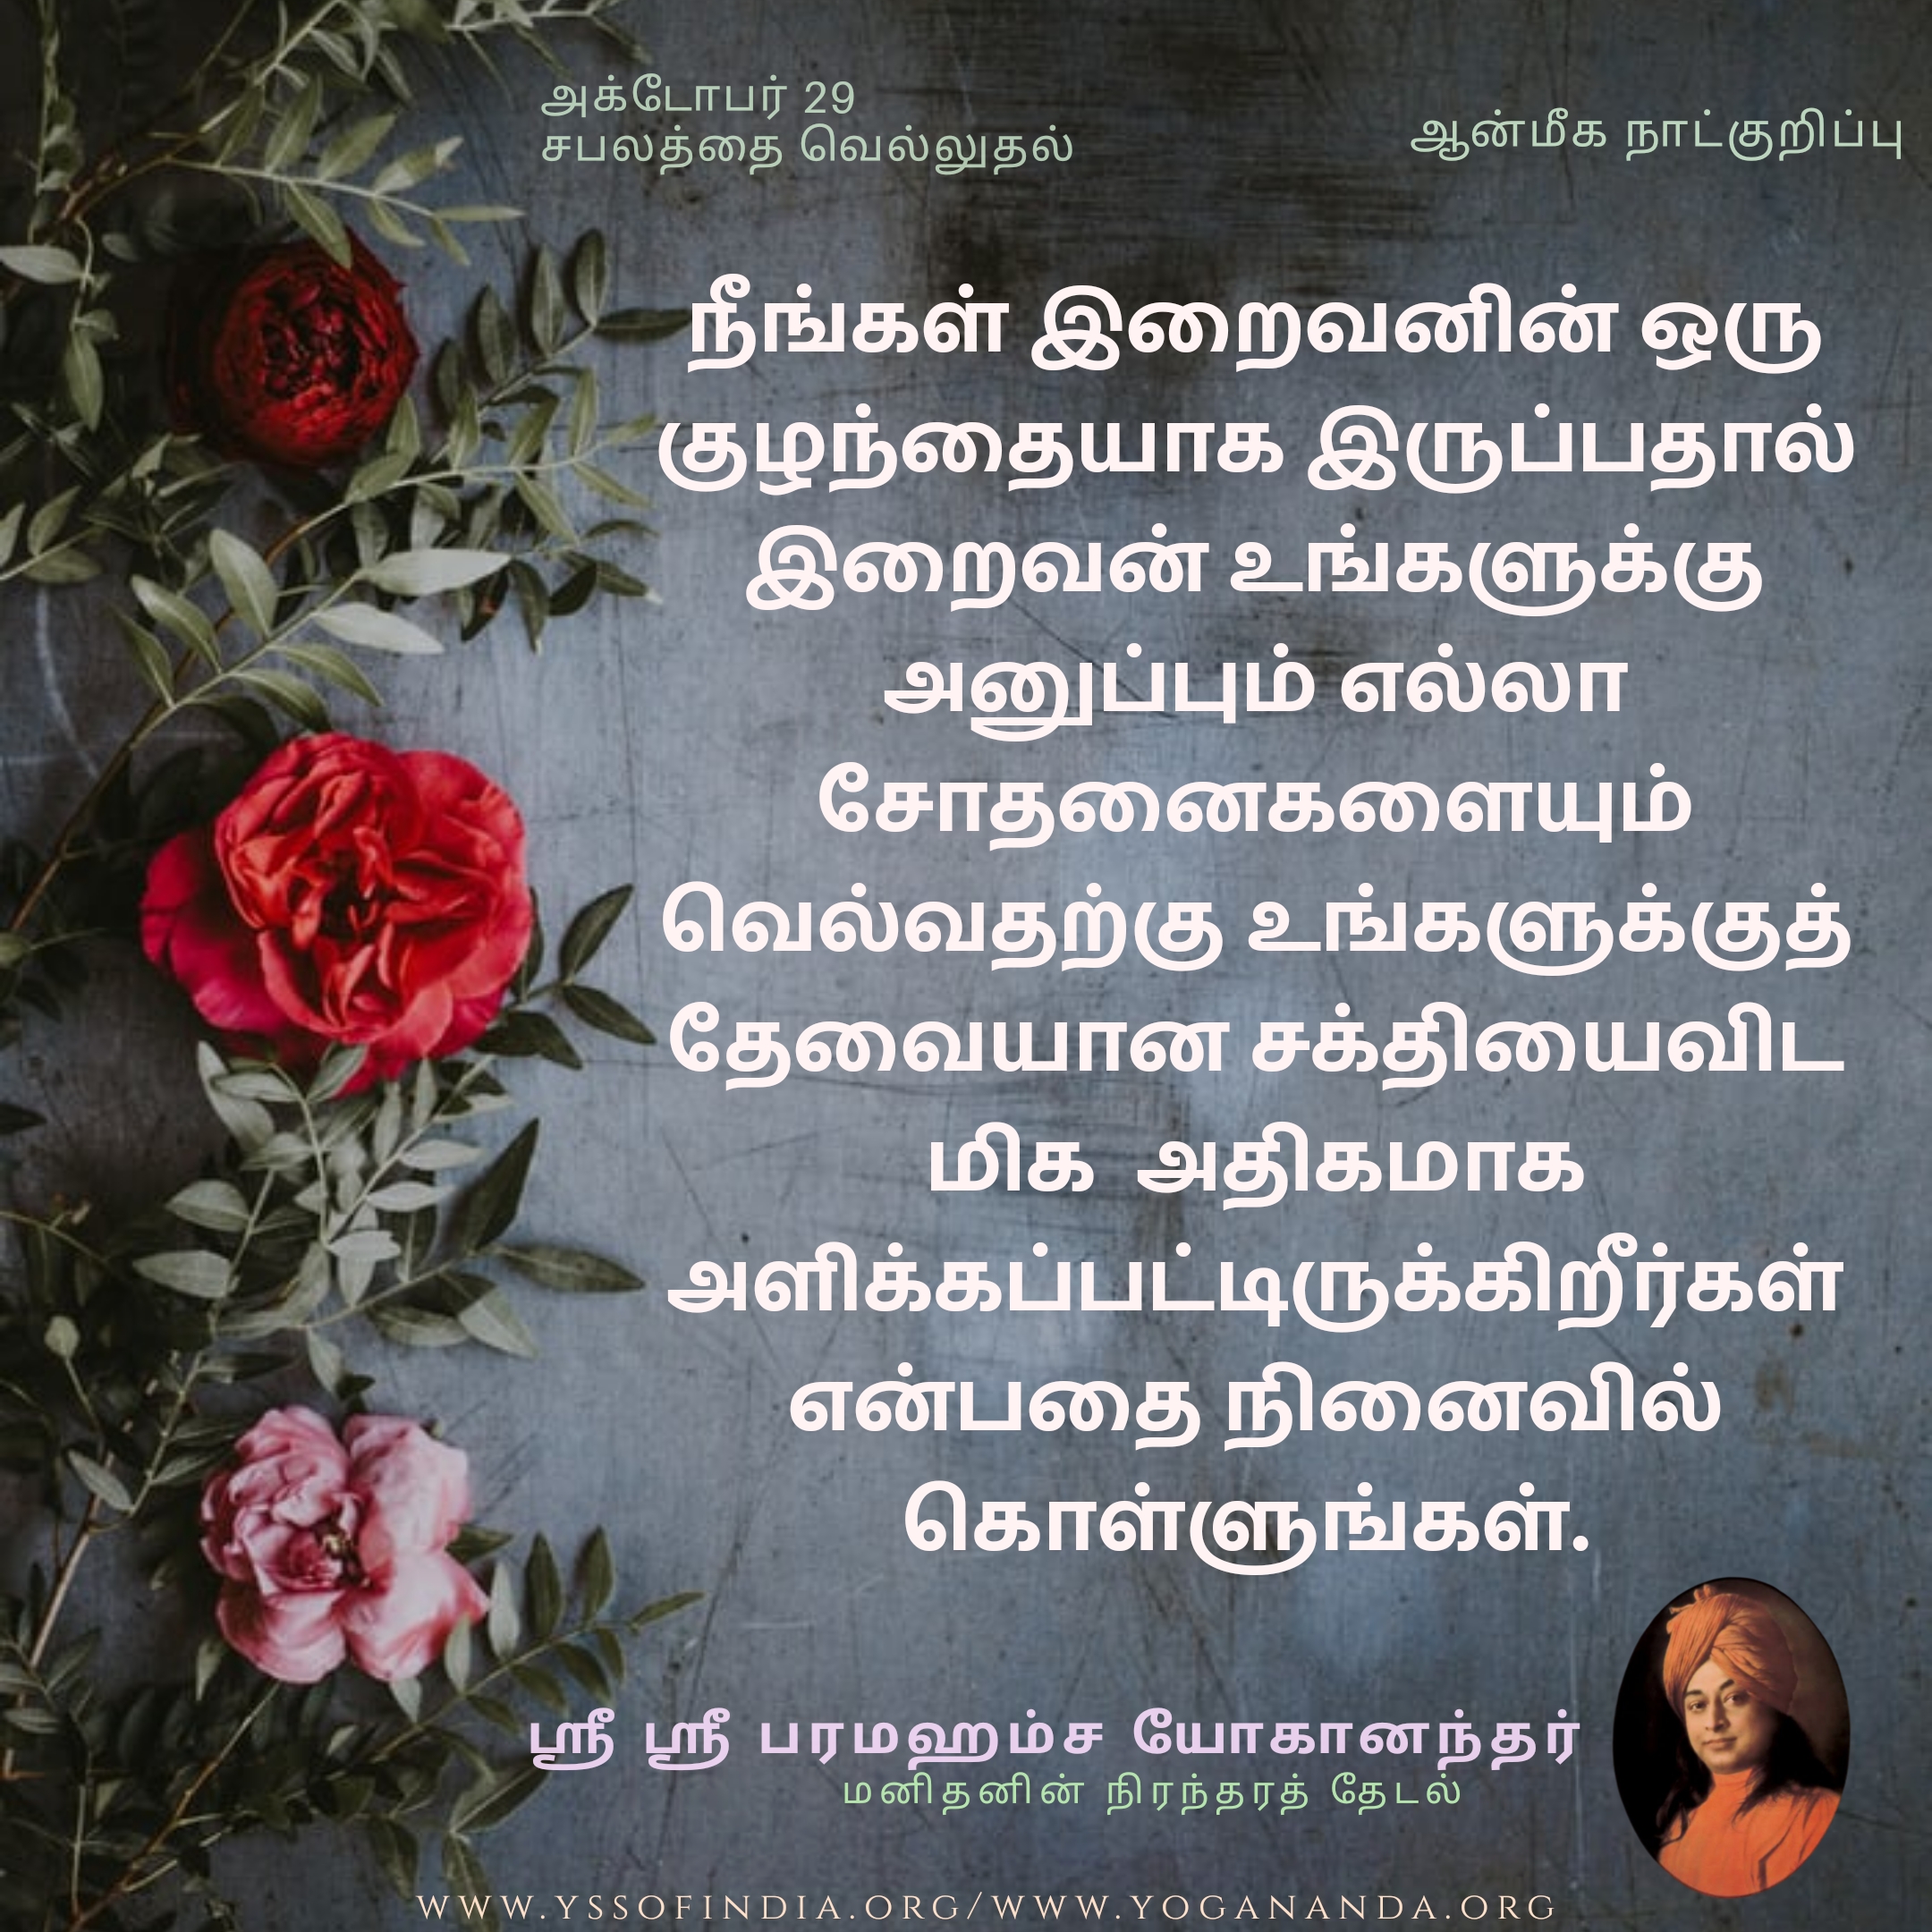 அக்டோபர் 29
சபலத்தை வெல்லுதல்
ஆன்மீக நாட்குறிப்பு
நீங்கள் இறைவனின் ஒரு
குழந்தையாக இருப்பதால்
இறைவன் உங்களுக்கு
அனுப்பும் எல்லா
சோதனைகளையும்
வெல்வதற்கு உங்களுக்குத்
தேவையான சக்தியைவிட
மிக அதிகமாக
அளிக்கப்பட்டிருக்கிறீர்கள்
என்பதை நினைவில்
கொள்ளுங்கள்.
ஸ்ரீ ஸ்ரீ பரமஹம்ச யோகானந்தர்
மனிதனின் நிரந்தரத் தேடல்
WWW.YSSOFINDIA.ORG/WWW.YOGANANDA.ORG